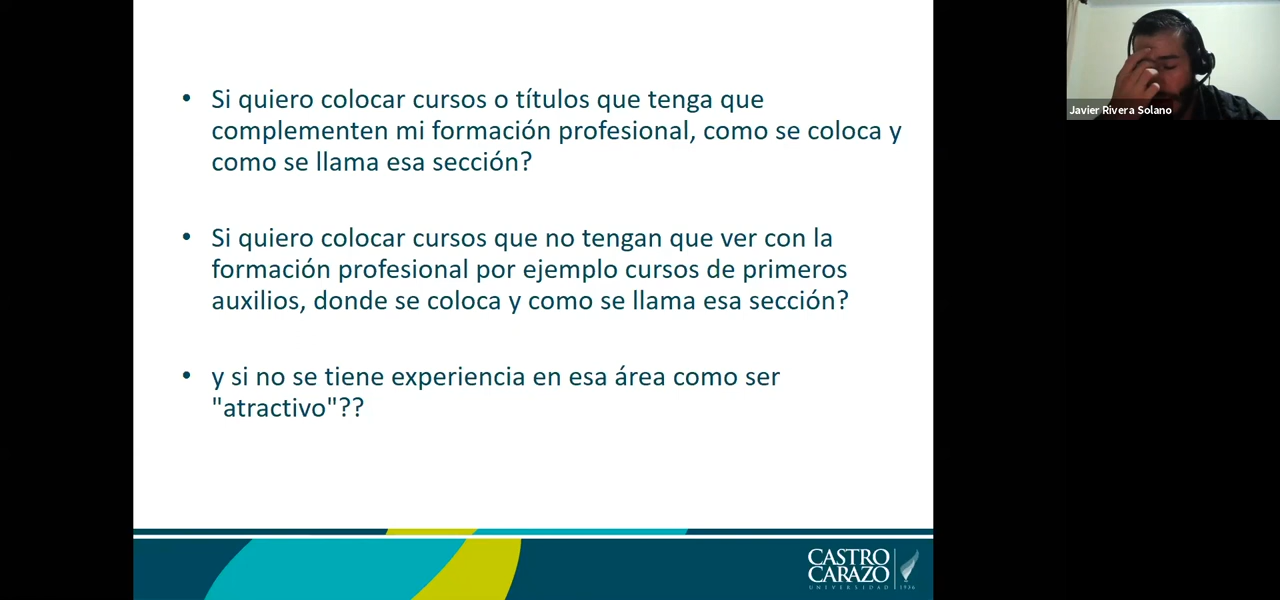 • Si quiero colocar cursos o títulos que tenga que
complementen mi formación profesional, como se coloca y
como se llama esa sección?
• Si quiero colocar cursos que no tengan que ver con la
formación profesional por ejemplo cursos de primeros
auxilios, donde se coloca y como se llama esa sección?
• y si no se tiene experiencia en esa área como ser
"atractivo"??
Javier Rivera Solano
CASTRO
CARAZO
UNIVERSIDAD 1936